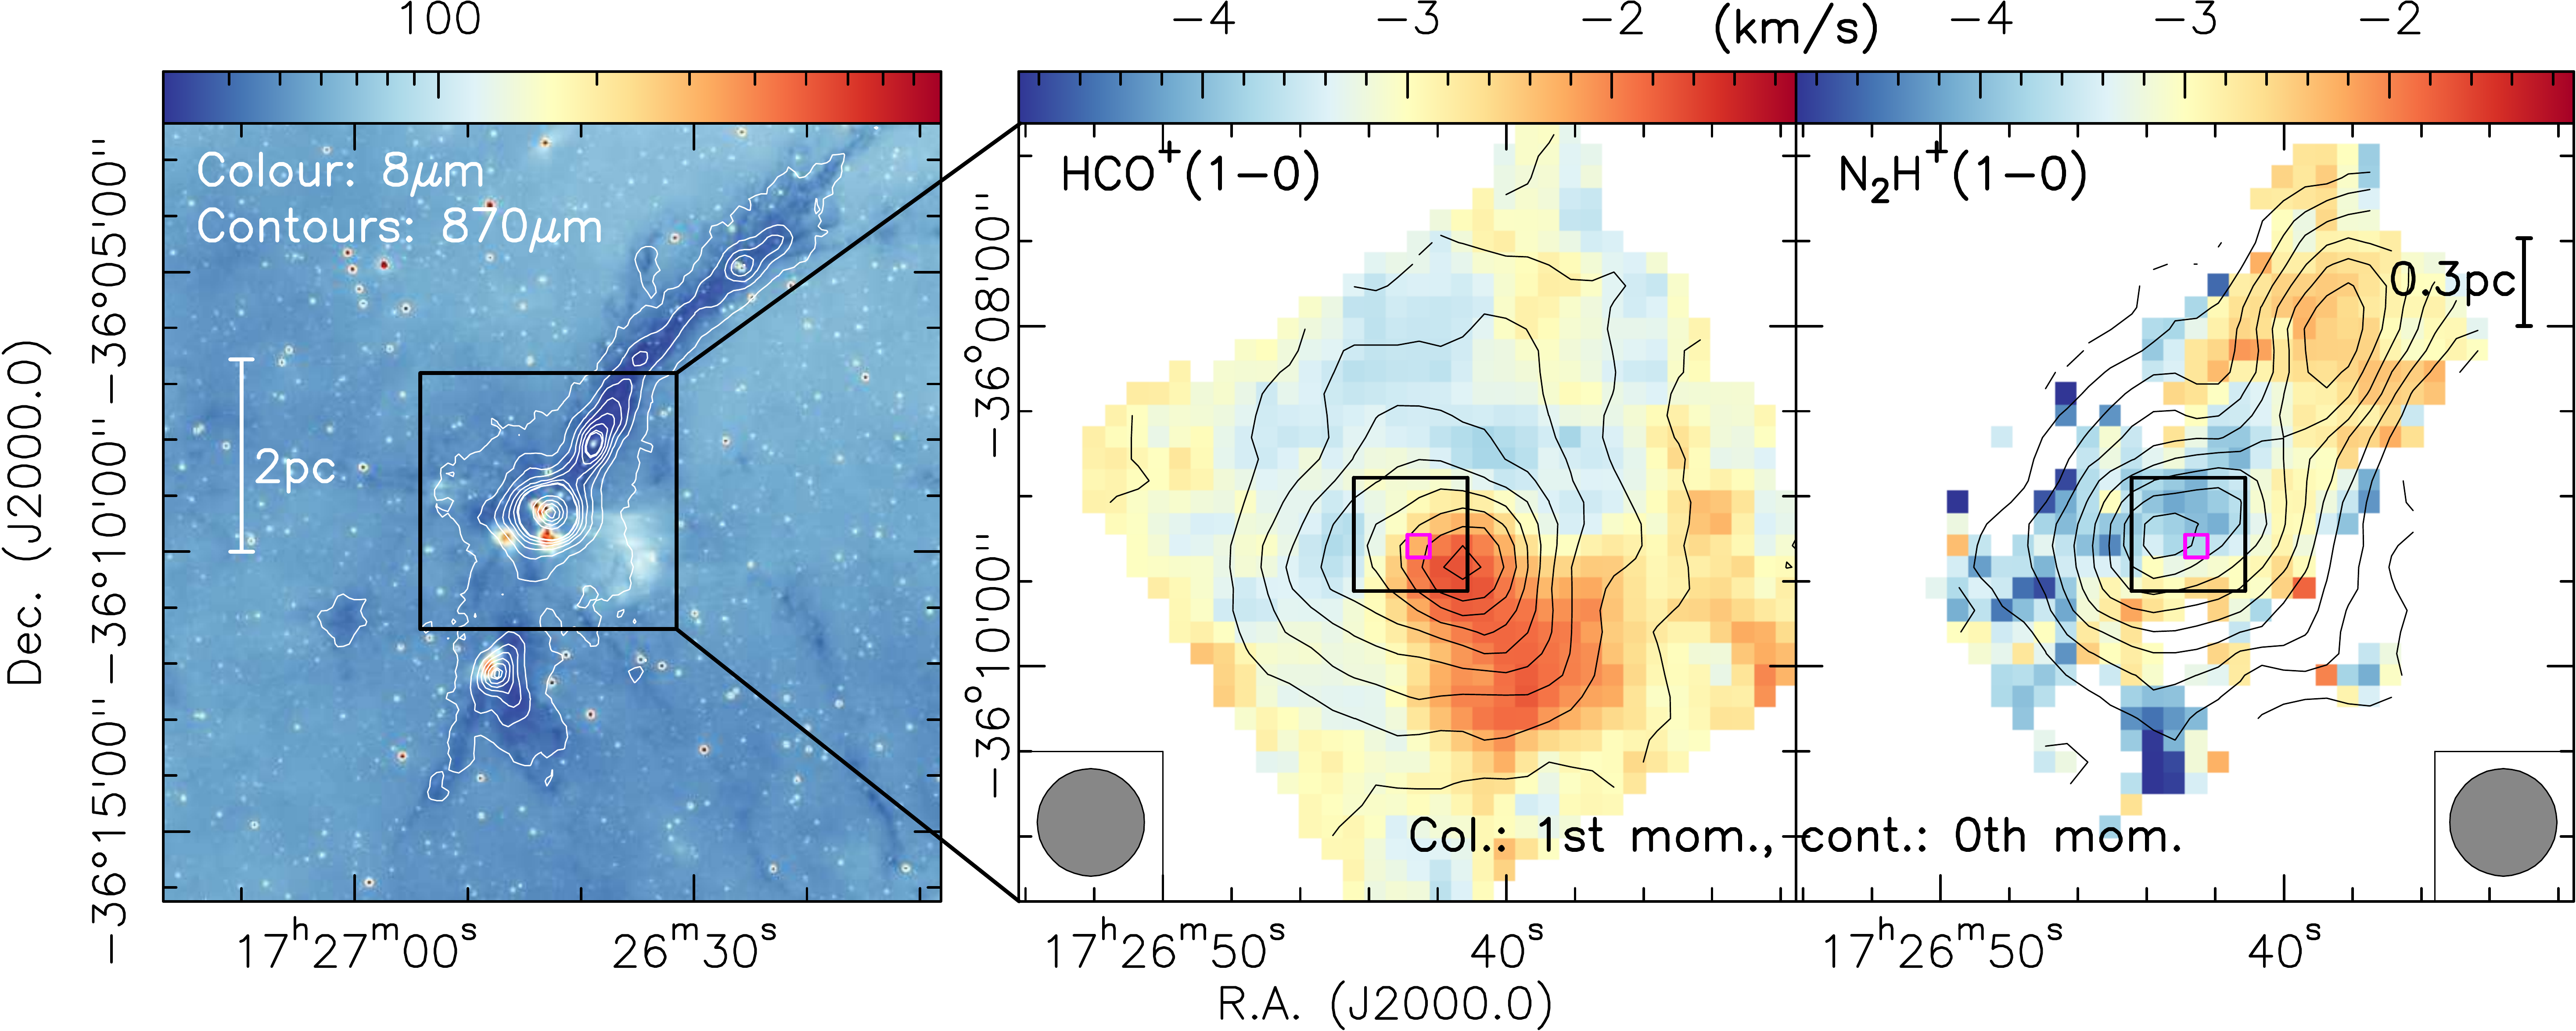 100
−4 −3 −2 (km/s) −4 −3 −2
Colour: 8μm
Contours: 870μm
HCO⁺(1−0)
N₂H⁺(1−0)
2pc
0.3pc
Col.: 1st mom., cont.: 0th mom.
Dec. (J2000.0)
−36°05'00''
−36°10'00''
−36°15'00''
−36°08'00''
−36°10'00''
17ʰ27ᵐ00ˢ 26ᵐ30ˢ
17ʰ26ᵐ50ˢ 40ˢ
17ʰ26ᵐ50ˢ 40ˢ
R.A. (J2000.0)